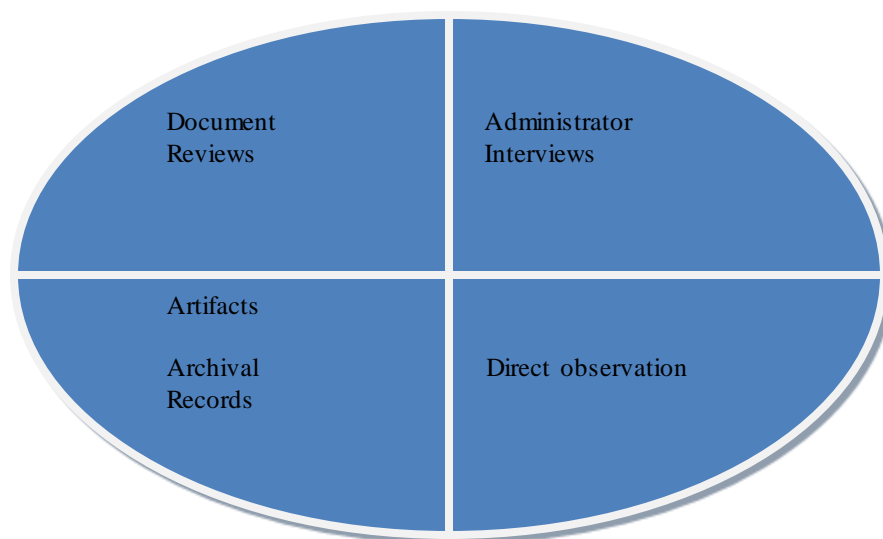 Document
Reviews
Administrator
Interviews
Artifacts
Archival
Records
Direct observation